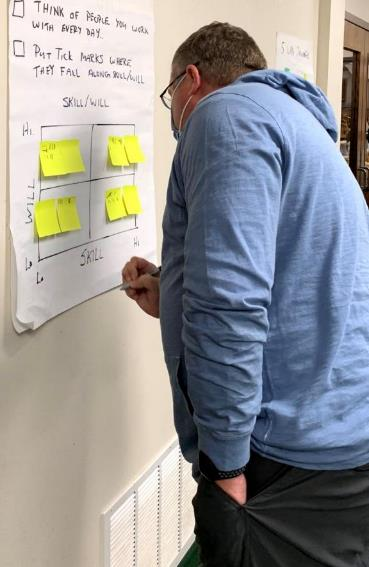 THINK OF PEOPLE YOU WORK
WITH EVERY DAY.
PUT TICK MARKS WHERE
THEY FALL ALONG SKILL/WILL
SKILL/WILL
HI
WILL
LO
LO
SKILL
HI